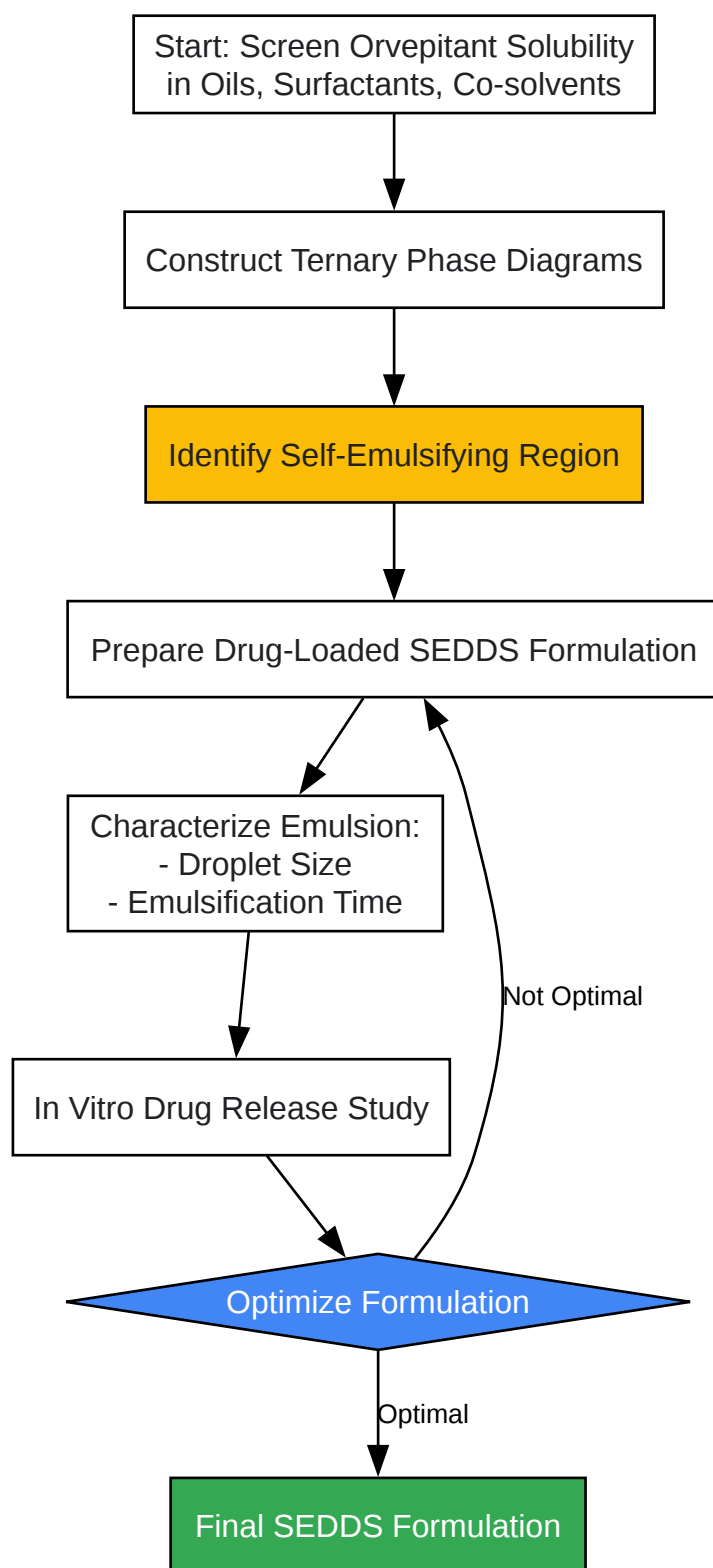 Start: Screen Orvepitant Solubility
in Oils, Surfactants, Co-solvents
Construct Ternary Phase Diagrams
Identify Self-Emulsifying Region
Prepare Drug-Loaded SEDDS Formulation
Characterize Emulsion:
- Droplet Size
- Emulsification Time
Not Optimal
In Vitro Drug Release Study
Optimize Formulation
Optimal
Final SEDDS Formulation